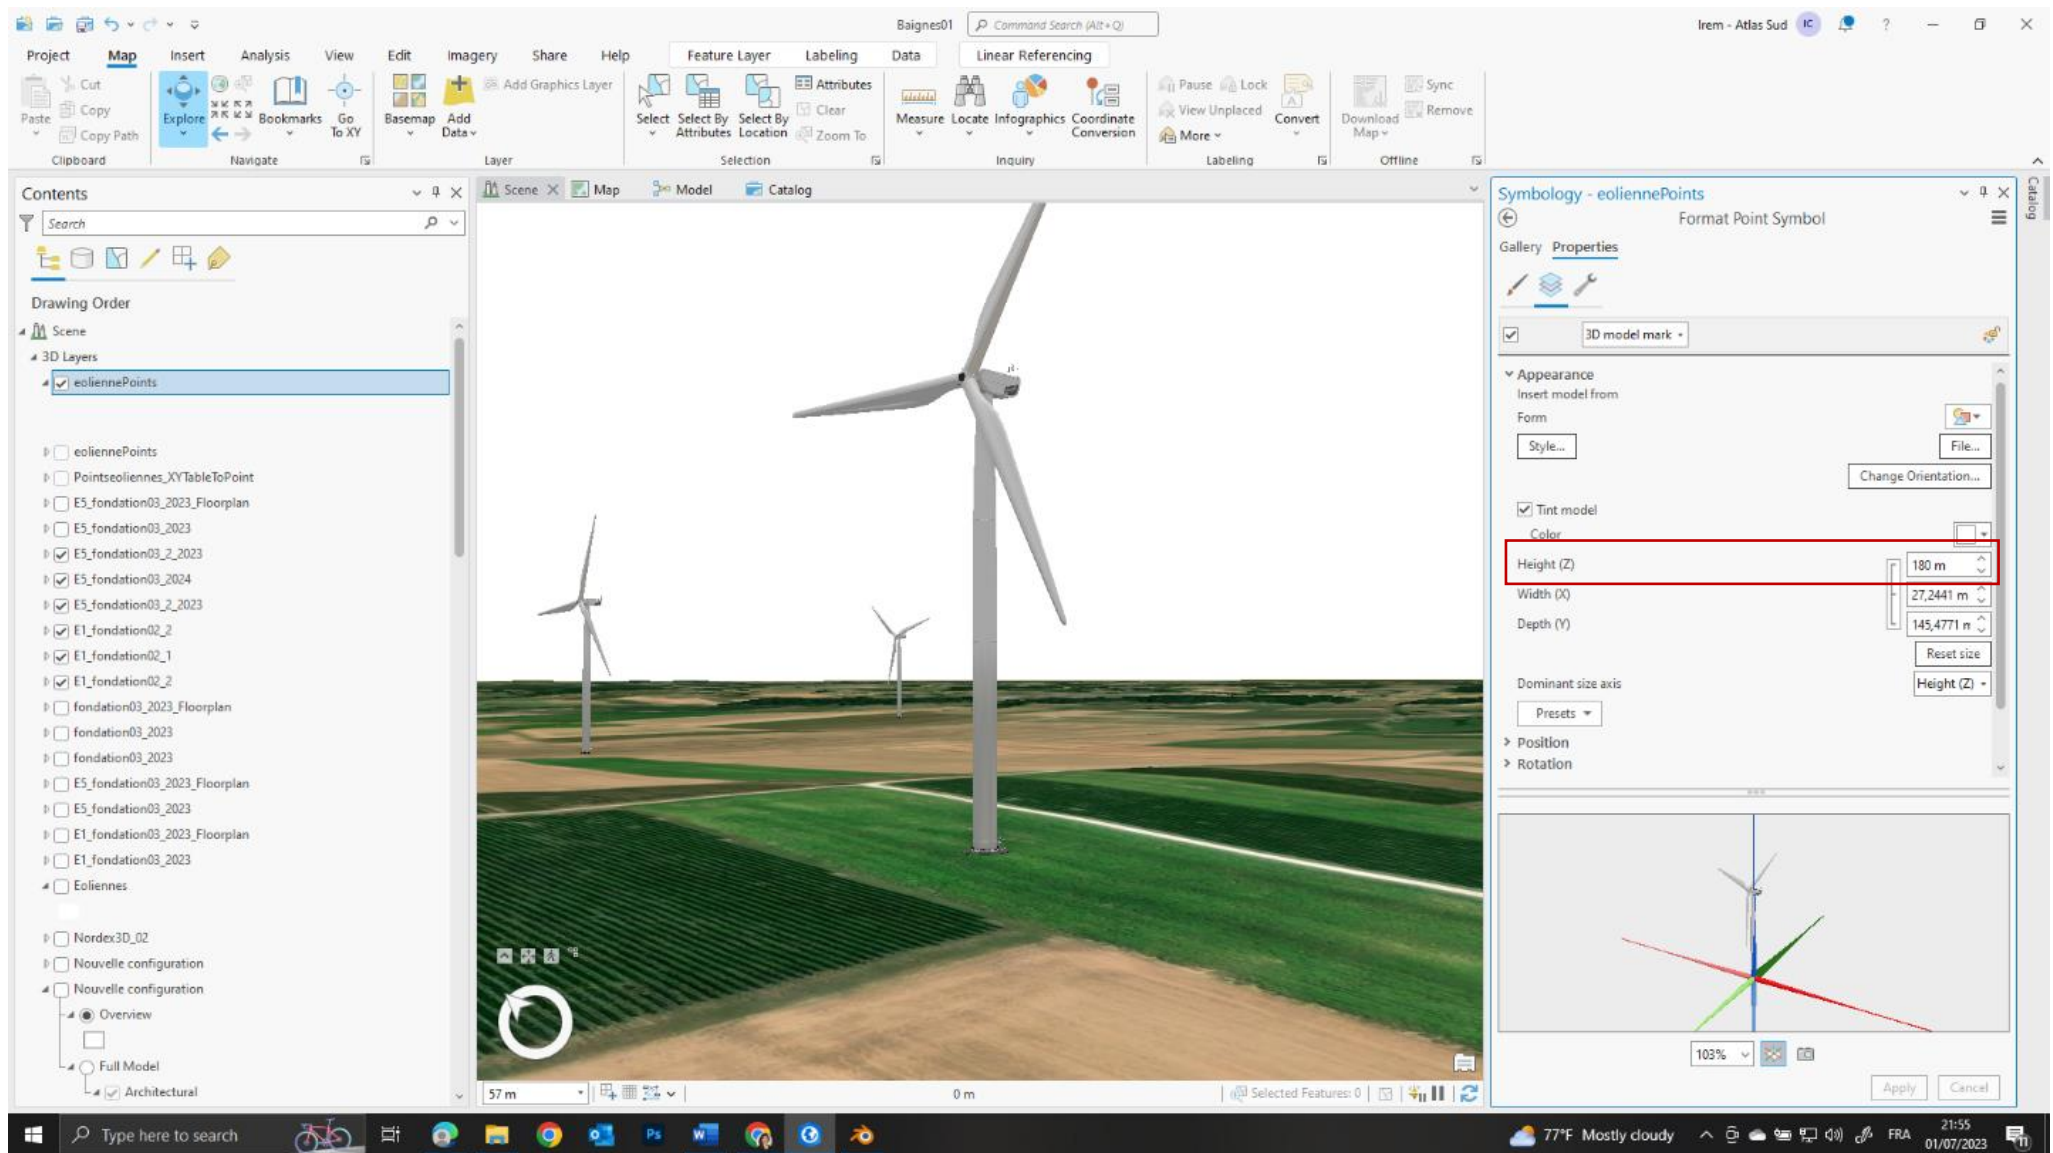 Baignes01
Command Search (Alt+Q)
Irem - Atlas Sud
IC
?
Project Map Insert Analysis View Edit Imagery Share Help Feature Layer Labeling Data Linear Referencing
Paste
Cut
Copy
Copy Path
Clipboard
Explore
Bookmarks
Go To XY
Navigate
Basemap
Add Data
Add Graphics Layer
Layer
Select
Select By Attributes
Select By Location
Attributes
Clear
Zoom To
Selection
Measure
Locate
Infographics
Coordinate Conversion
Inquiry
Pause
Lock
View Unplaced
More
Convert
Labeling
Download Map
Sync
Remove
Offline
Contents
Search
Drawing Order
Scene
3D Layers
eoliennePoints
eoliennePoints
Pointseoliennes_XYTableToPoint
E5_fondation03_2023_Floorplan
E5_fondation03_2023
E5_fondation03_2_2023
E5_fondation03_2024
E5_fondation03_2_2023
E1_fondation02_2
E1_fondation02_1
E1_fondation02_2
fondation03_2023_Floorplan
fondation03_2023
fondation03_2023
E5_fondation03_2023_Floorplan
E5_fondation03_2023
E1_fondation03_2023_Floorplan
E1_fondation03_2023
Eoliennes
Nordex3D_02
Nouvelle configuration
Nouvelle configuration
Overview
Full Model
Architectural
Scene Map Model Catalog
57 m
0 m
Selected Features: 0
Symbology - eoliennePoints
Format Point Symbol
Gallery Properties
3D model mark
Appearance
Insert model from
Form
Style...
File...
Change Orientation...
Tint model
Color
Height (Z) 180 m
Width (X) 27,2441 m
Depth (Y) 145,4771 m
Reset size
Dominant size axis Height (Z)
Presets
Position
Rotation
103%
Apply
Cancel
Catalog
Type here to search
Ps
77°F Mostly cloudy
FRA
21:55
01/07/2023